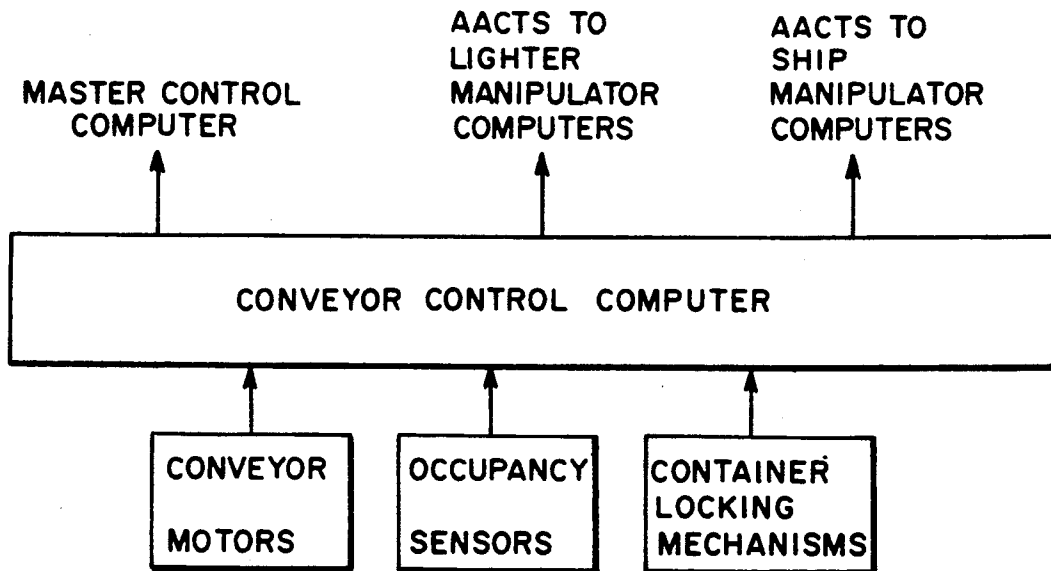 MASTER CONTROL
COMPUTER
AACTS TO
LIGHTER
MANIPULATOR
COMPUTERS
AACTS TO
SHIP
MANIPULATOR
COMPUTERS
CONVEYOR CONTROL COMPUTER
CONVEYOR
MOTORS
OCCUPANCY
SENSORS
CONTAINER
LOCKING
MECHANISMS